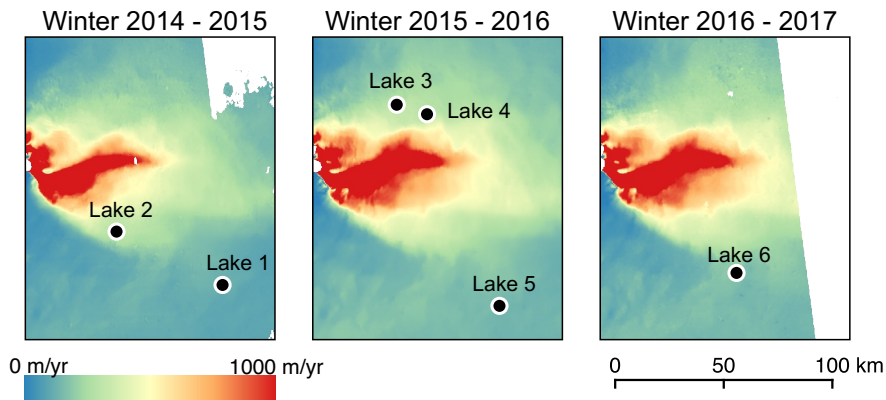 Winter 2014 - 2015
Winter 2015 - 2016
Winter 2016 - 2017
Lake 3
Lake 4
Lake 2
Lake 1
Lake 5
Lake 6
0 m/yr
1000 m/yr
0
50
100 km